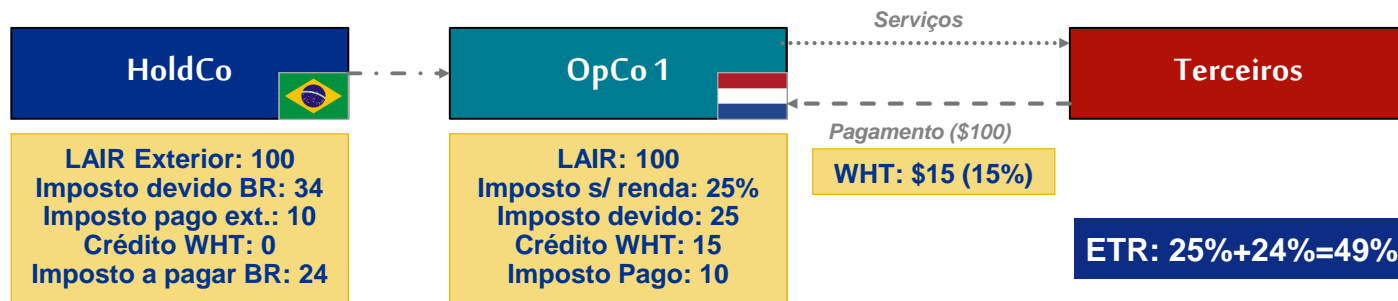 HoldCo
OpCo 1
Serviços
Terceiros
Pagamento ($100)
LAIR Exterior: 100
Imposto devido BR: 34
Imposto pago ext.: 10
Crédito WHT: 0
Imposto a pagar BR: 24
LAIR: 100
Imposto s/ renda: 25%
Imposto devido: 25
Crédito WHT: 15
Imposto Pago: 10
WHT: $15 (15%)
ETR: 25%+24%=49%